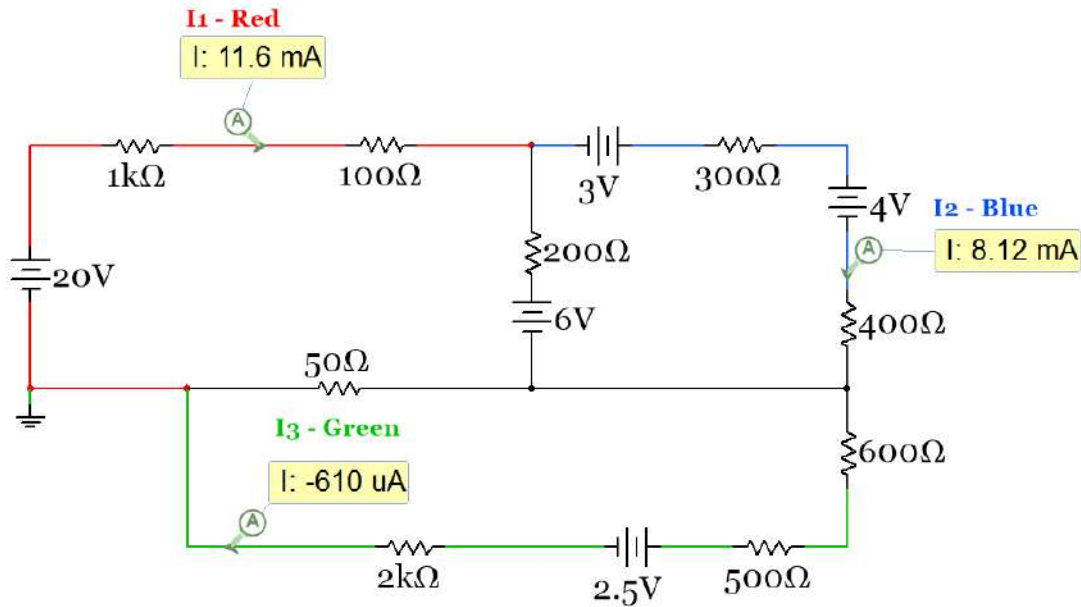 I1 - Red
I: 11.6 mA
A
1kΩ
100Ω
3V
300Ω
4V
I2 - Blue
A
I: 8.12 mA
20V
200Ω
6V
400Ω
50Ω
I3 - Green
I: -610 uA
600Ω
A
2kΩ
2.5V
500Ω